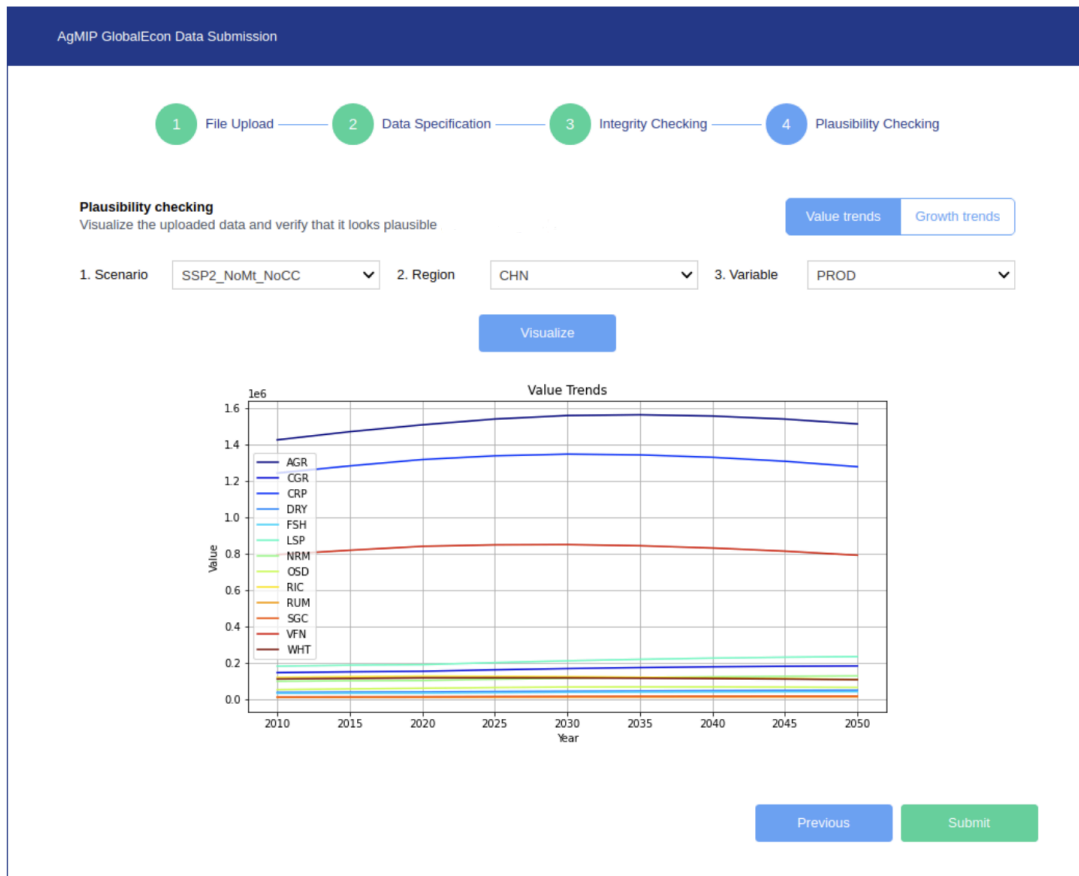 AgMIP GlobalEcon Data Submission
1 File Upload 2 Data Specification 3 Integrity Checking 4 Plausibility Checking
Plausibility checking
Visualize the uploaded data and verify that it looks plausible
Value trends Growth trends
1. Scenario SSP2_NoMt_NoCC 2. Region CHN 3. Variable PROD
Visualize
Value Trends
1e6
1.6
1.4
1.2
1.0
0.8
0.6
0.4
0.2
0.0
Value
AGR
CGR
CRP
DRY
FSH
LSP
NRM
OSD
RIC
RUM
SGC
VFN
WHT
2010 2015 2020 2025 2030 2035 2040 2045 2050
Year
Previous Submit